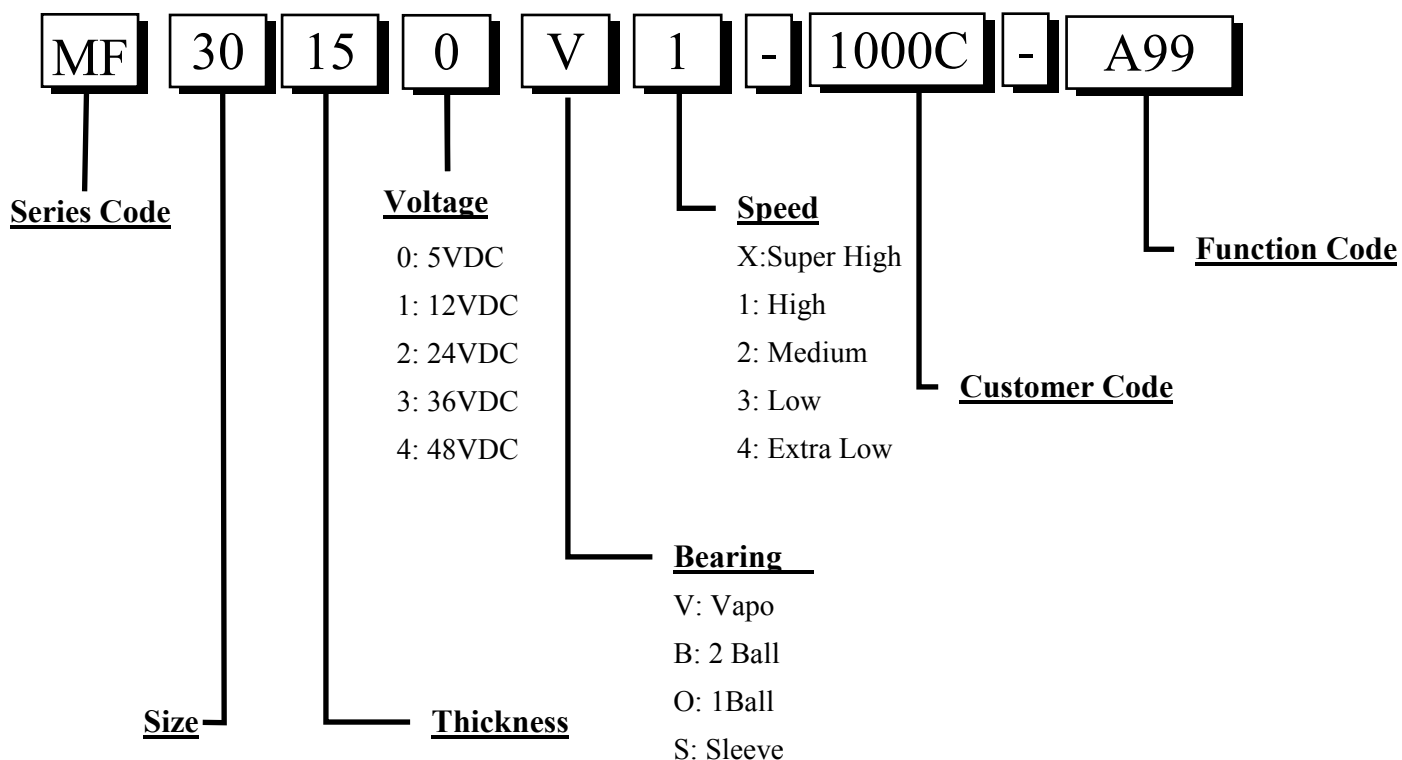 MF 30 15 0 V 1 - 1000C - A99
Series Code
Voltage
0: 5VDC
1: 12VDC
2: 24VDC
3: 36VDC
4: 48VDC
Speed
X:Super High
1: High
2: Medium
3: Low
4: Extra Low
Function Code
Customer Code
Bearing
V: Vapo
B: 2 Ball
O: 1Ball
S: Sleeve
Size
Thickness